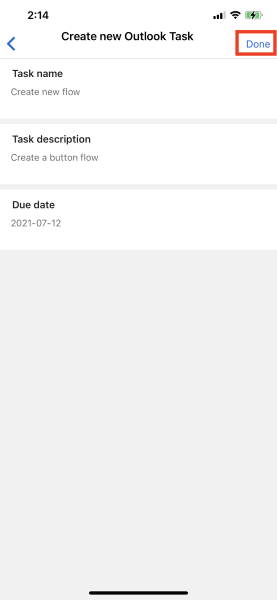 2:14
Create new Outlook Task
Done
Task name
Create new flow
Task description
Create a button flow
Due date
2021-07-12